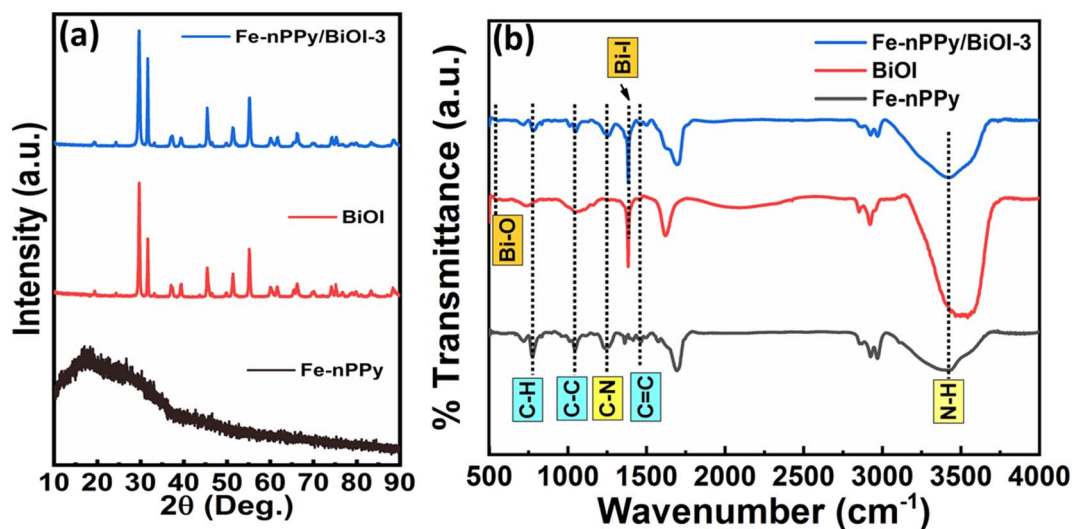 (a)
Fe-nPPy/BiOI-3
BiOI
Fe-nPPy
Intensity (a.u.)
10 20 30 40 50 60 70 80 90
2θ (Deg.)
(b)
Bi-I
Fe-nPPy/BiOI-3
BiOI
Fe-nPPy
% Transmittance (a.u.)
Bi-O
C-H
C-C
C-N
C=C
N-H
500 1000 1500 2000 2500 3000 3500 4000
Wavenumber (cm⁻¹)